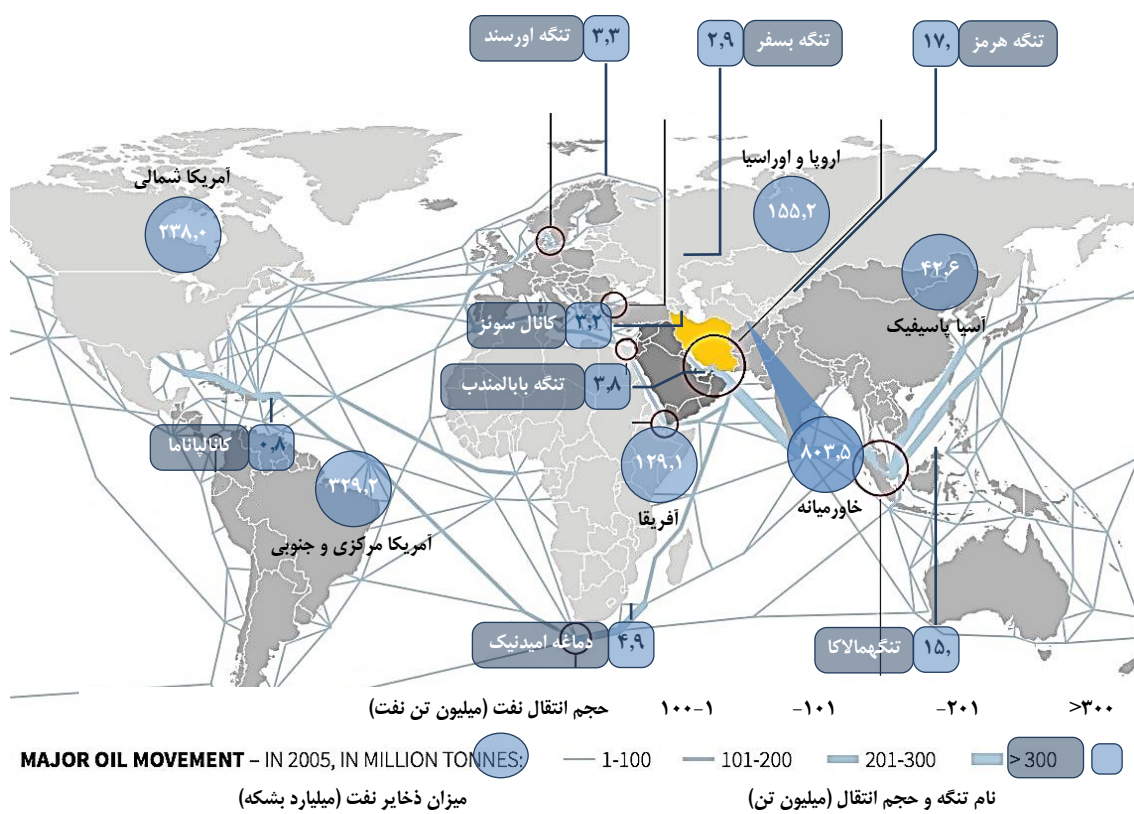 تنگه اورسند ۳,۳
تنگه بسفر ۲,۹
تنگه هرمز ۱۷,
آمریکا شمالی
۲۳۸,۰
اروپا و اوراسیا
۱۵۵,۲
۴۲,۶
آسیا پاسیفیک
کانال سوئز ۳,۲
تنگه بابالمندب ۳,۸
کانالپاناما ۰,۸
۳۲۹,۲
آمریکا مرکزی و جنوبی
۱۲۹,۱
آفریقا
۸۰۳,۵
خاورمیانه
دماغه امیدنیک ۴,۹
تنگهمالاکا ۱۵,
حجم انتقال نفت (میلیون تن نفت) ۱-۱۰۰ ۱۰۱- ۲۰۱- >۳۰۰
MAJOR OIL MOVEMENT – IN 2005, IN MILLION TONNES: 1-100 101-200 201-300 > 300
میزان ذخایر نفت (میلیارد بشکه)
نام تنگه و حجم انتقال (میلیون تن)